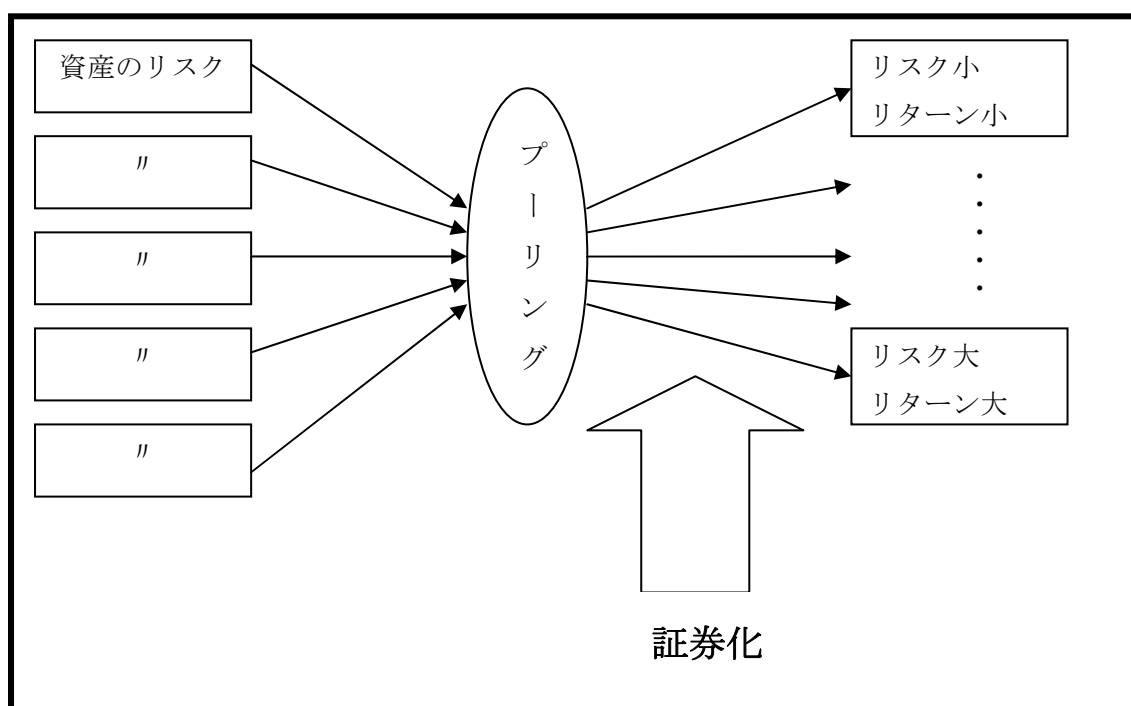 資産のリスク
〃
〃
〃
〃
プーリング
リスク小
リターン小
・
・
・
・
・
リスク大
リターン大
証券化